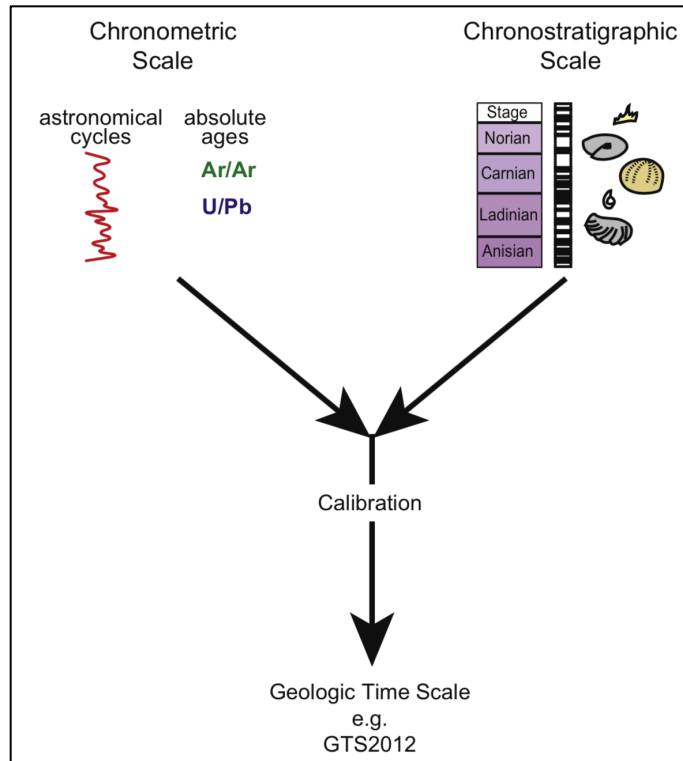 Chronometric
Scale
Chronostratigraphic
Scale
astronomical
cycles
absolute
ages
Ar/Ar
U/Pb
Stage
Norian
Carnian
Ladinian
Anisian
Calibration
Geologic Time Scale
e.g.
GTS2012